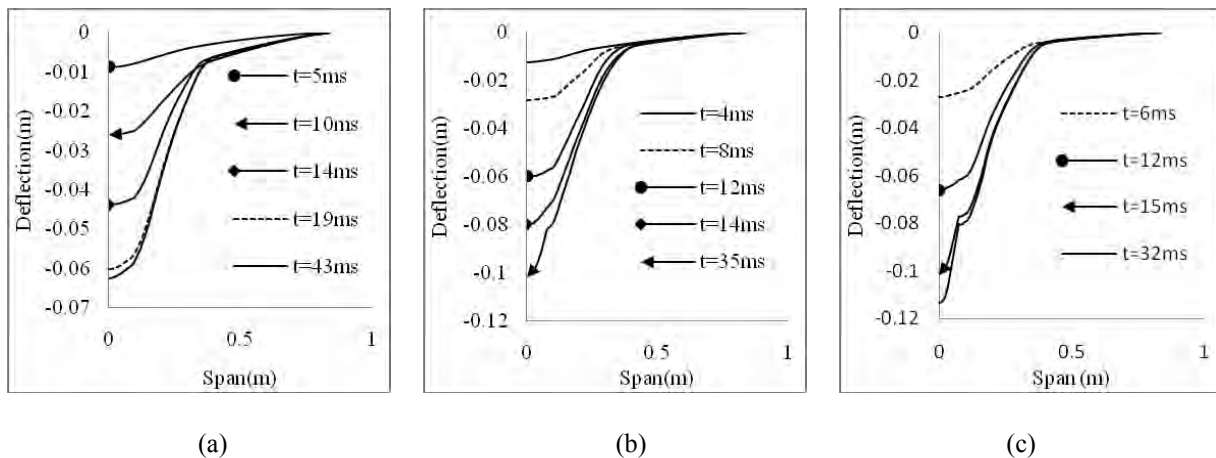 0
-0.01
-0.02
-0.03
-0.04
-0.05
-0.06
-0.07
Deflection(m)
t=5ms
t=10ms
t=14ms
t=19ms
t=43ms
0 0.5 1
Span(m)
(a)
0
-0.02
-0.04
-0.06
-0.08
-0.1
-0.12
Deflection(m)
t=4ms
t=8ms
t=12ms
t=14ms
t=35ms
0 0.5 1
Span(m)
(b)
0
-0.02
-0.04
-0.06
-0.08
-0.1
-0.12
Deflection(m)
t=6ms
t=12ms
t=15ms
t=32ms
0 0.5 1
Span (m)
(c)